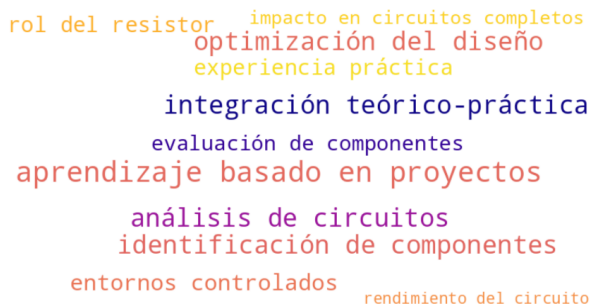 impacto en circuitos completos
rol del resistor
optimización del diseño
experiencia práctica
integración teórico-práctica
evaluación de componentes
aprendizaje basado en proyectos
análisis de circuitos
identificación de componentes
entornos controlados
rendimiento del circuito